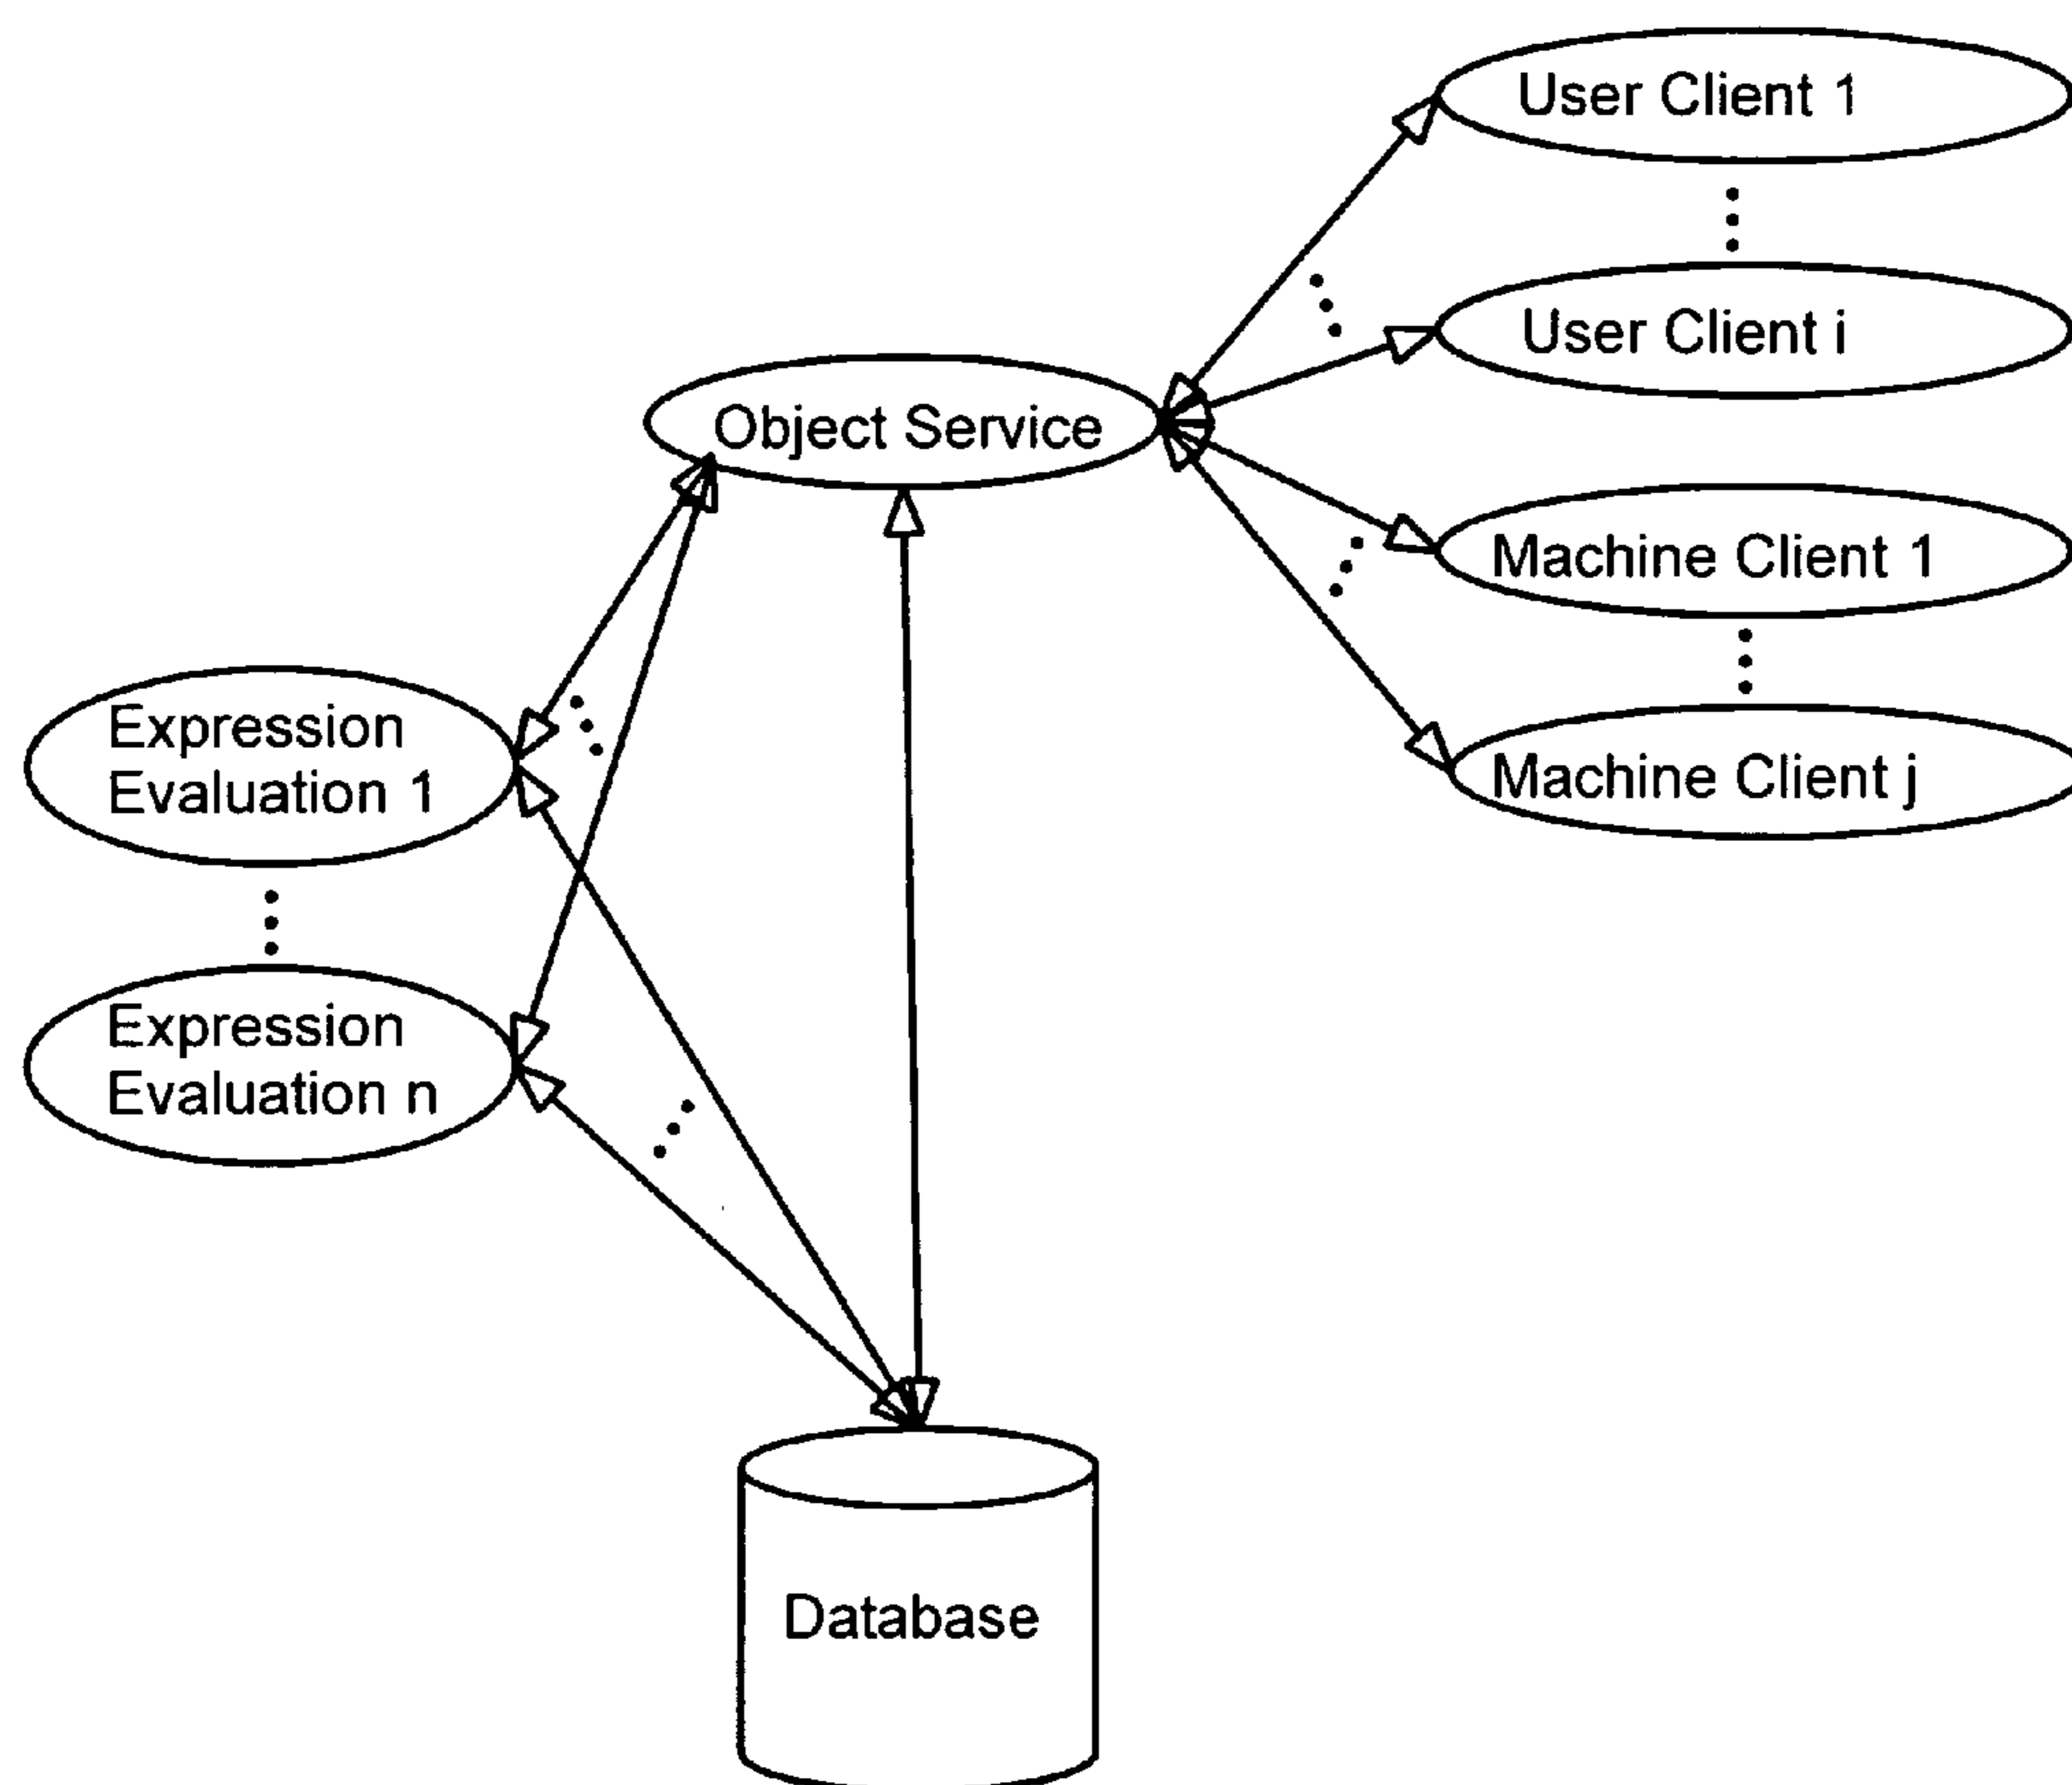 User Client 1
User Client i
Object Service
Machine Client 1
Machine Client j
Expression
Evaluation 1
Expression
Evaluation n
Database